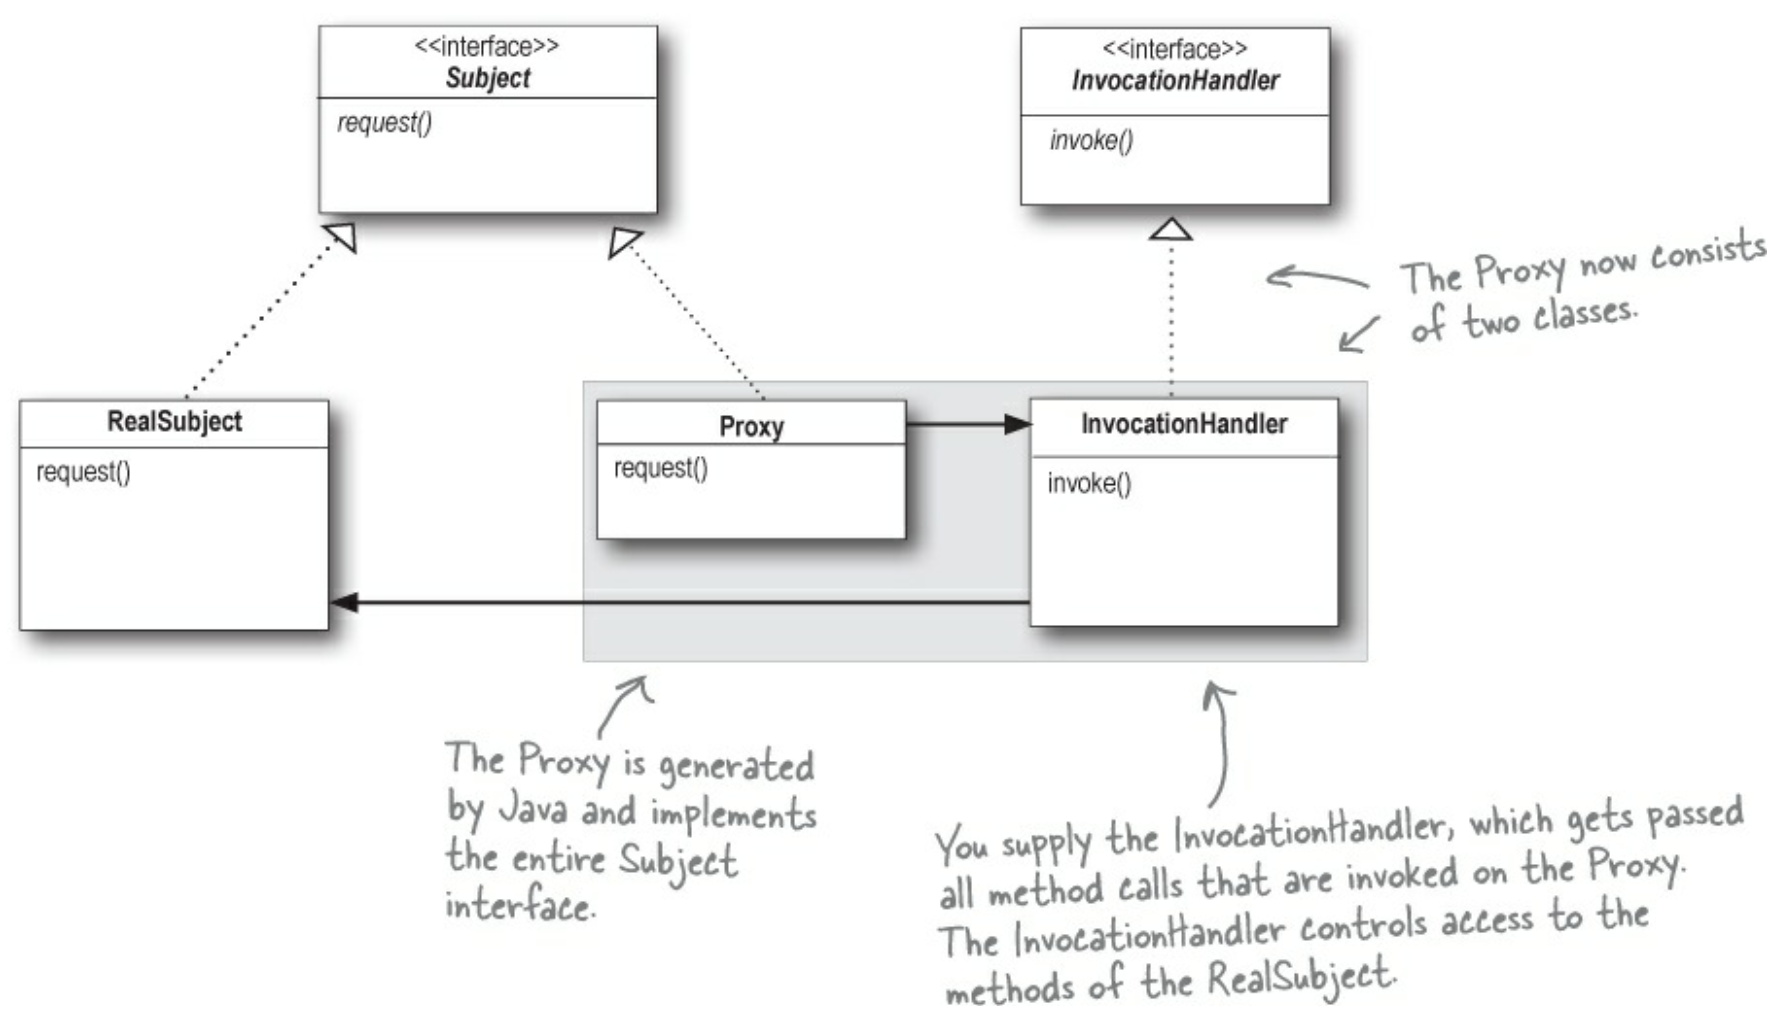 <<interface>>
Subject
request()
<<interface>>
InvocationHandler
invoke()
The Proxy now consists
of two classes.
RealSubject
request()
Proxy
request()
InvocationHandler
invoke()
The Proxy is generated
by Java and implements
the entire Subject
interface.
You supply the InvocationHandler, which gets passed
all method calls that are invoked on the Proxy.
The InvocationHandler controls access to the
methods of the RealSubject.